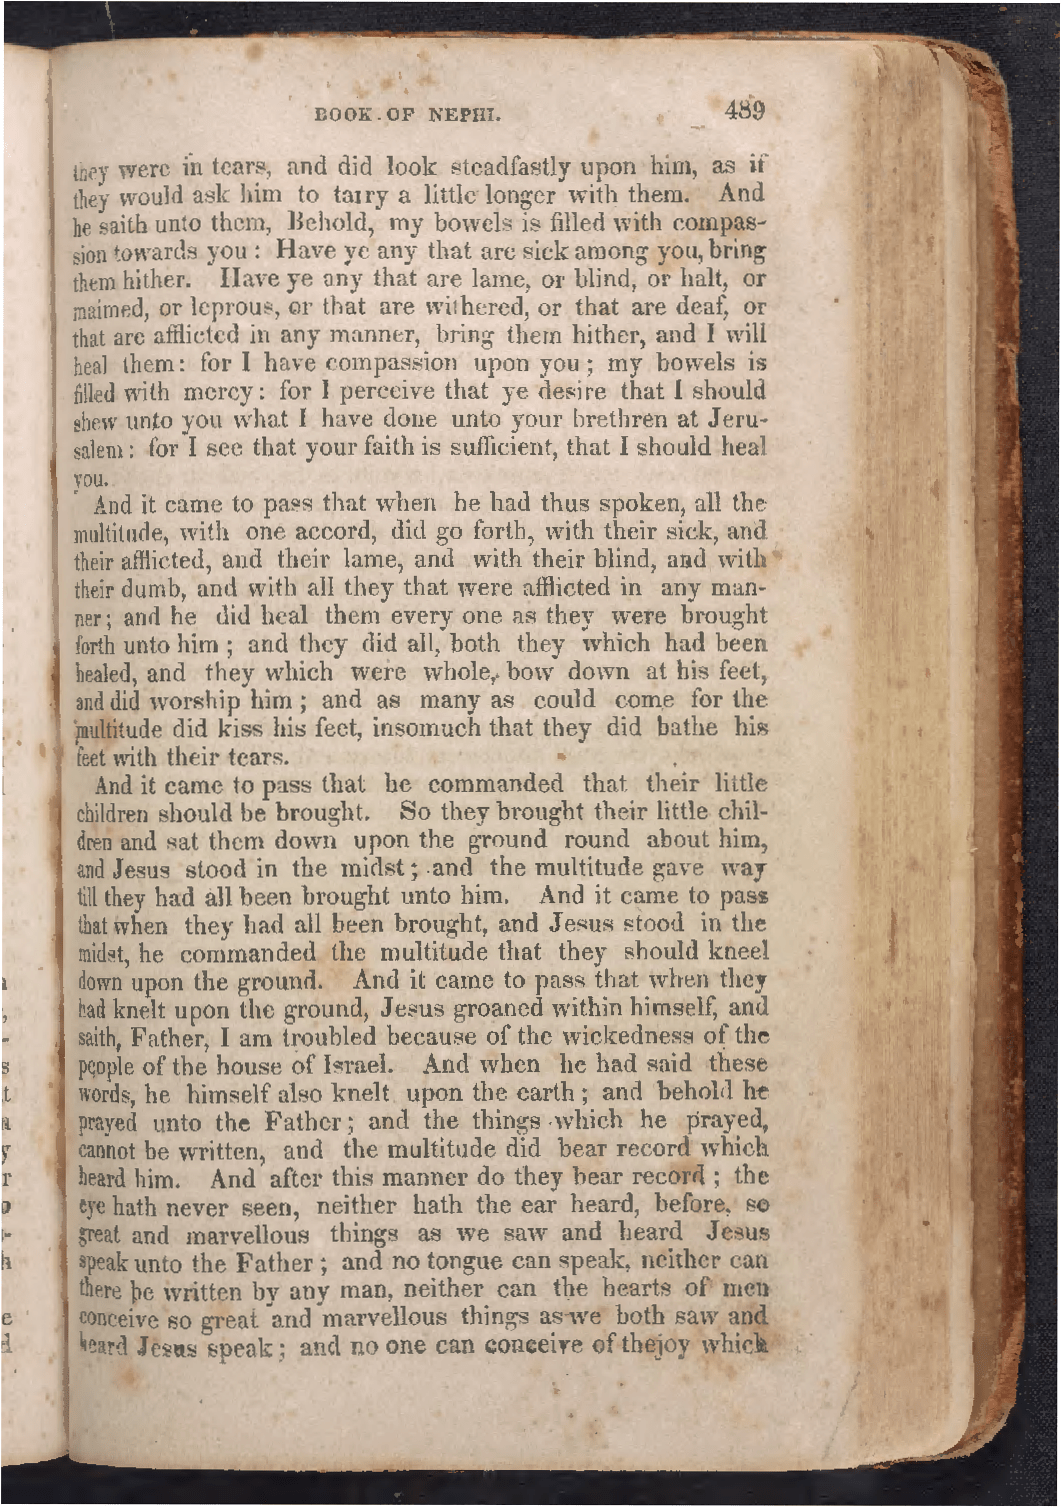 BOOK OF NEPHI. 489
they were in tears, and did look steadfastly upon him, as if
they would ask him to tarry a little longer with them. And
he saith unto them, Behold, my bowels is filled with compas-
sion towards you : Have ye any that are sick among you, bring
them hither. Have ye any that are lame, or blind, or halt, or
maimed, or leprous, or that are withered, or that are deaf, or
that are afflicted in any manner, bring them hither, and I will
heal them: for I have compassion upon you ; my bowels is
filled with mercy: for I perceive that ye desire that I should
shew unto you what I have done unto your brethren at Jeru-
salem: for I see that your faith is sufficient, that I should heal
you.
And it came to pass that when he had thus spoken, all the
multitude, with one accord, did go forth, with their sick, and
their afflicted, and their lame, and with their blind, and with
their dumb, and with all they that were afflicted in any man-
ner; and he did heal them every one as they were brought
forth unto him ; and they did all, both they which had been
healed, and they which were whole, bow down at his feet,
and did worship him ; and as many as could come for the
multitude did kiss his feet, insomuch that they did bathe his
feet with their tears.
And it came to pass that he commanded that their little
children should be brought. So they brought their little chil-
dren and sat them down upon the ground round about him,
and Jesus stood in the midst; and the multitude gave way
till they had all been brought unto him. And it came to pass
that when they had all been brought, and Jesus stood in the
midst, he commanded the multitude that they should kneel
down upon the ground. And it came to pass that when they
had knelt upon the ground, Jesus groaned within himself, and
saith, Father, I am troubled because of the wickedness of the
people of the house of Israel. And when he had said these
words, he himself also knelt upon the earth ; and behold he
prayed unto the Father; and the things which he prayed,
cannot be written, and the multitude did bear record which
heard him. And after this manner do they bear record ; the
eye hath never seen, neither hath the ear heard, before, so
great and marvellous things as we saw and heard Jesus
speak unto the Father ; and no tongue can speak, neither can
there be written by any man, neither can the hearts of men
conceive so great and marvellous things as we both saw and
heard Jesus speak ; and no one can conceive of the joy which